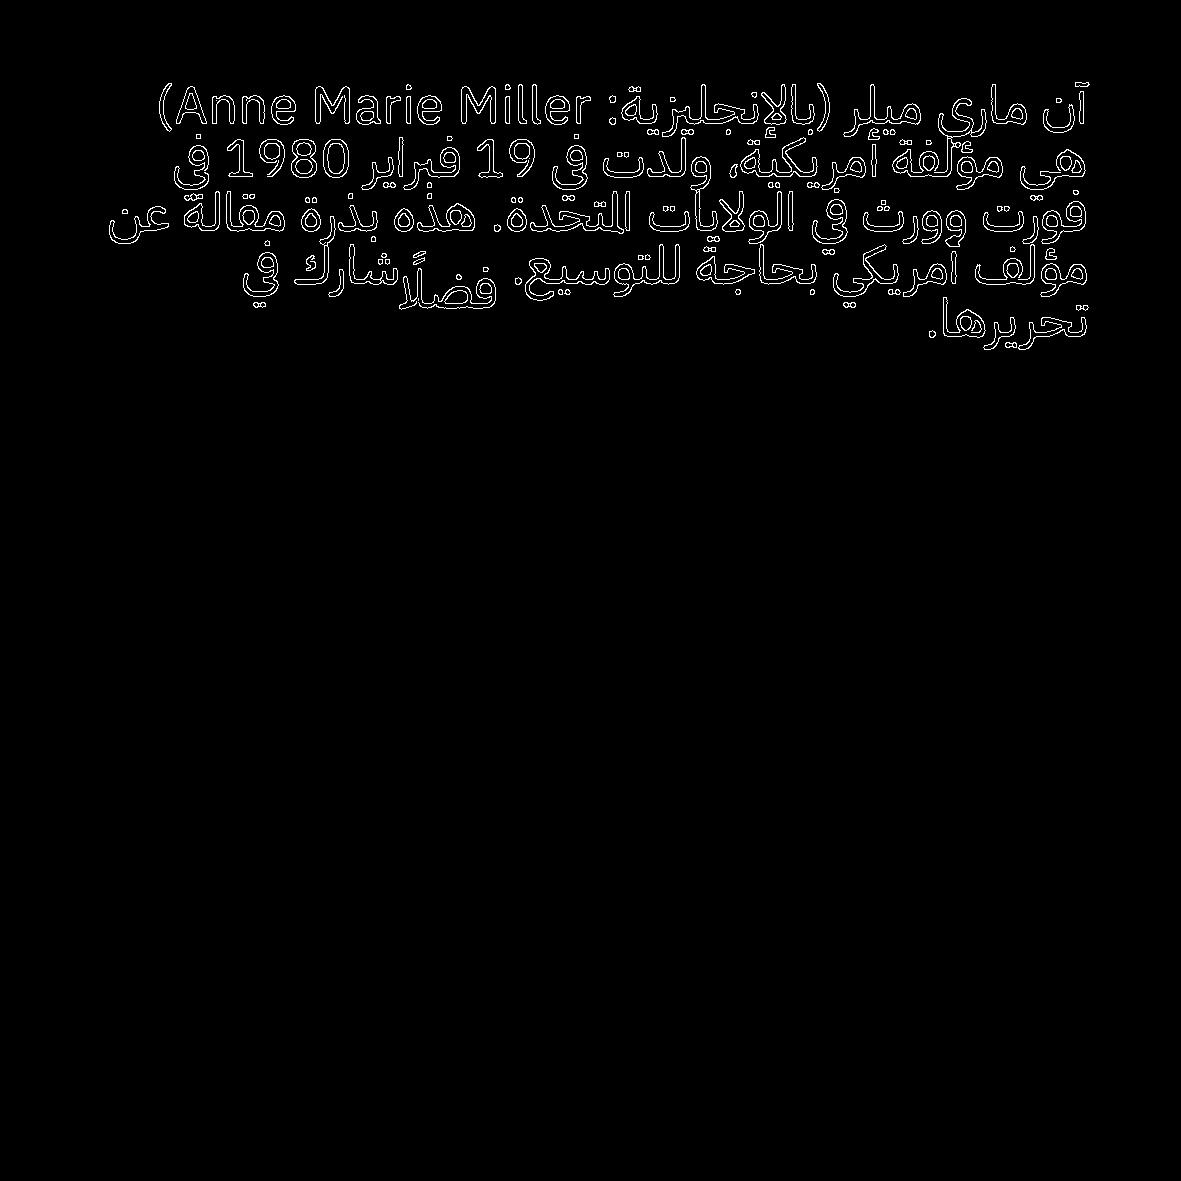 آن ماري ميلر (بالإنجليزية: Anne Marie Miller)
هي مؤلفة أمريكية، ولدت في 19 فبراير 1980 في
فورت وورث في الولايات المتحدة. هذه بذرة مقالة عن
مؤلف أمريكي بحاجة للتوسيع. فضلًا شارك في
تحريرها.